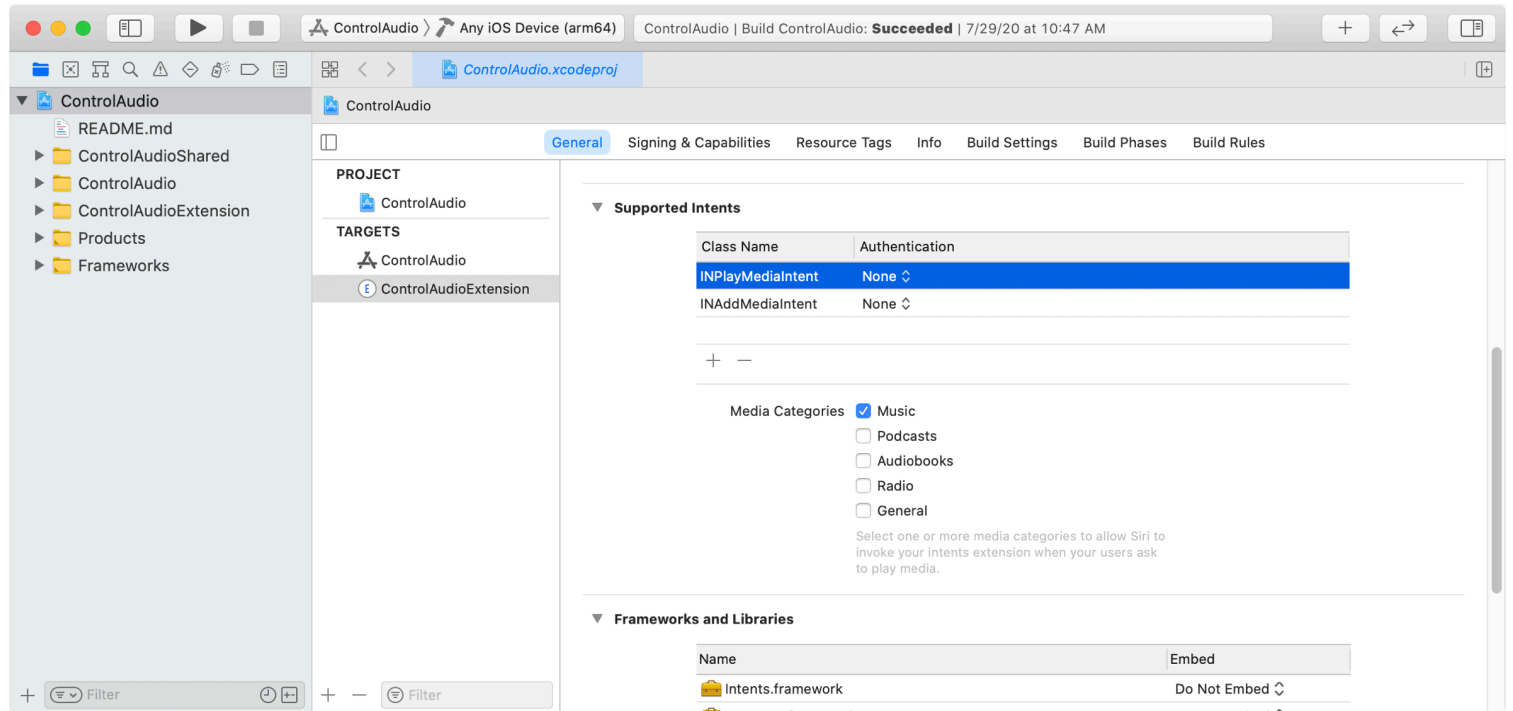 ControlAudio 〉 Any iOS Device (arm64)
ControlAudio | Build ControlAudio: Succeeded | 7/29/20 at 10:47 AM
ControlAudio.xcodeproj
ControlAudio
README.md
ControlAudioShared
ControlAudio
ControlAudioExtension
Products
Frameworks
Filter
ControlAudio
General Signing & Capabilities Resource Tags Info Build Settings Build Phases Build Rules
PROJECT
ControlAudio
TARGETS
ControlAudio
E ControlAudioExtension
Filter
Supported Intents
Class Name Authentication
INPlayMediaIntent None
INAddMediaIntent None
Media Categories Music
Podcasts
Audiobooks
Radio
General
Select one or more media categories to allow Siri to
invoke your intents extension when your users ask
to play media.
Frameworks and Libraries
Name Embed
Intents.framework Do Not Embed